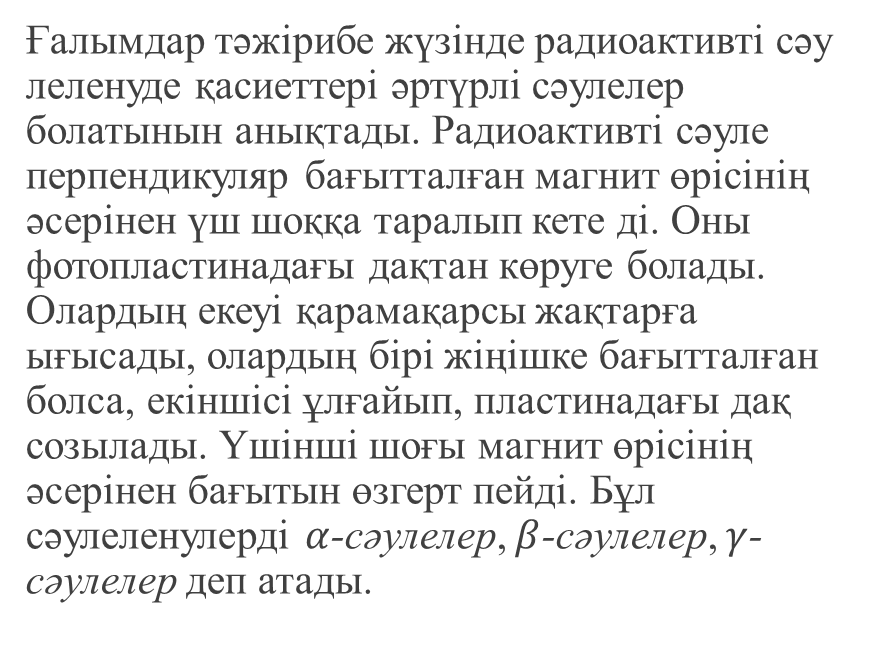 Ғалымдар тәжірибе жүзінде радиоактивті сәу
леленуде қасиеттері әртүрлі сәулелер
болатынын анықтады. Радиоактивті сәуле
перпендикуляр бағытталған магнит өрісінің
әсерінен үш шоққа таралып кете ді. Оны
фотопластинадағы дақтан көруге болады.
Олардың екеуі қарамақарсы жақтарға
ығысады, олардың бірі жіңішке бағытталған
болса, екіншісі ұлғайып, пластинадағы дақ
созылады. Үшінші шоғы магнит өрісінің
әсерінен бағытын өзгерт пейді. Бұл
сәулеленулерді 𝛼-сәулелер, 𝛽-сәулелер, 𝛾-
сәулелер деп атады.